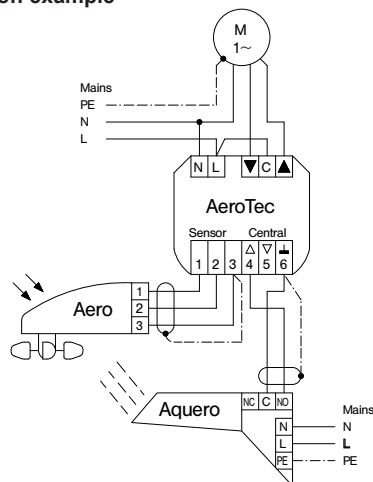 on example
M
1~
Mains
PE
N
L
N L ▼ C ▲
AeroTec
Sensor Central
△ ▽ ⊥
1 2 3 4 5 6
1
Aero 2
3
NC C NO
Aquero
Mains
N N
L L
PE PE